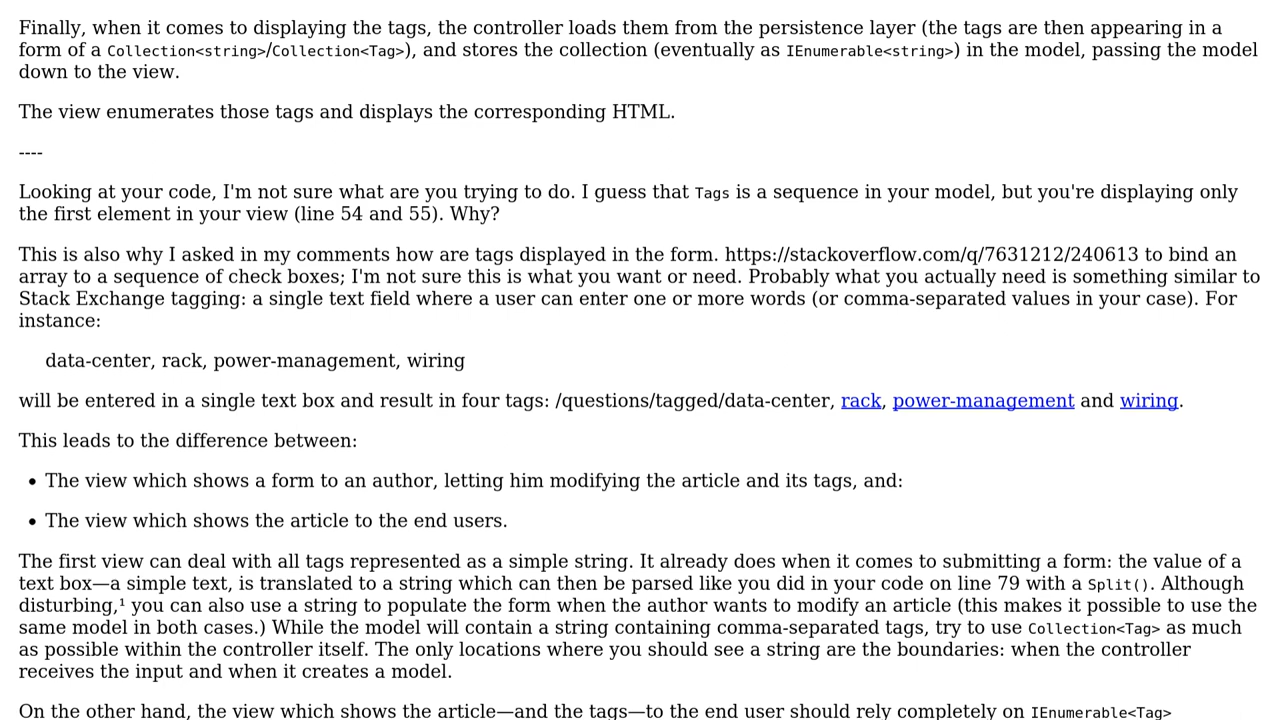 Finally, when it comes to displaying the tags, the controller loads them from the persistence layer (the tags are then appearing in a
form of a Collection<string>/Collection<Tag>), and stores the collection (eventually as IEnumerable<string>) in the model, passing the model
down to the view.
The view enumerates those tags and displays the corresponding HTML.
----
Looking at your code, I'm not sure what are you trying to do. I guess that Tags is a sequence in your model, but you're displaying only
the first element in your view (line 54 and 55). Why?
This is also why I asked in my comments how are tags displayed in the form. https://stackoverflow.com/q/7631212/240613 to bind an
array to a sequence of check boxes; I'm not sure this is what you want or need. Probably what you actually need is something similar to
Stack Exchange tagging: a single text field where a user can enter one or more words (or comma-separated values in your case). For
instance:
data-center, rack, power-management, wiring
will be entered in a single text box and result in four tags: /questions/tagged/data-center, rack, power-management and wiring.
This leads to the difference between:
• The view which shows a form to an author, letting him modifying the article and its tags, and:
• The view which shows the article to the end users.
The first view can deal with all tags represented as a simple string. It already does when it comes to submitting a form: the value of a
text box—a simple text, is translated to a string which can then be parsed like you did in your code on line 79 with a Split(). Although
disturbing,¹ you can also use a string to populate the form when the author wants to modify an article (this makes it possible to use the
same model in both cases.) While the model will contain a string containing comma-separated tags, try to use Collection<Tag> as much
as possible within the controller itself. The only locations where you should see a string are the boundaries: when the controller
receives the input and when it creates a model.
On the other hand, the view which shows the article—and the tags—to the end user should rely completely on IEnumerable<Tag>